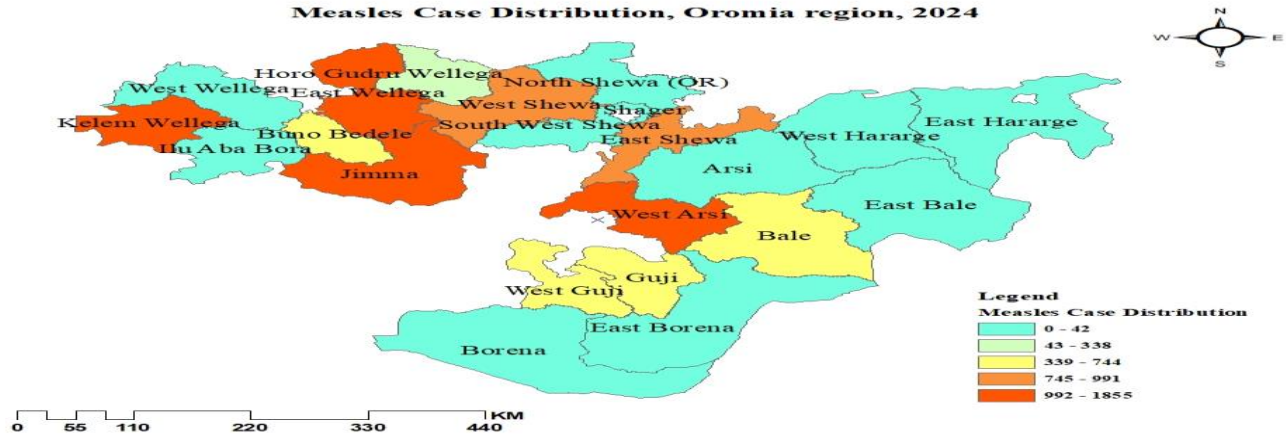 Measles Case Distribution, Oromia region, 2024
N
W E
S
Horo Gudru Wellega
North Shewa (OR)
West Wellega
East Wellega
West Shewa
Shager
East Hararge
Kelem Wellega
South West Shewa
West Hararge
Buno Bedele
East Shewa
Ilu Aba Bora
Arsi
Jimma
East Bale
West Arsi
Bale
Guji
West Guji
East Borena
Borena
Legend
Measles Case Distribution
0 - 42
43 - 338
339 - 744
745 - 991
992 - 1855
KM
0 55 110 220 330 440